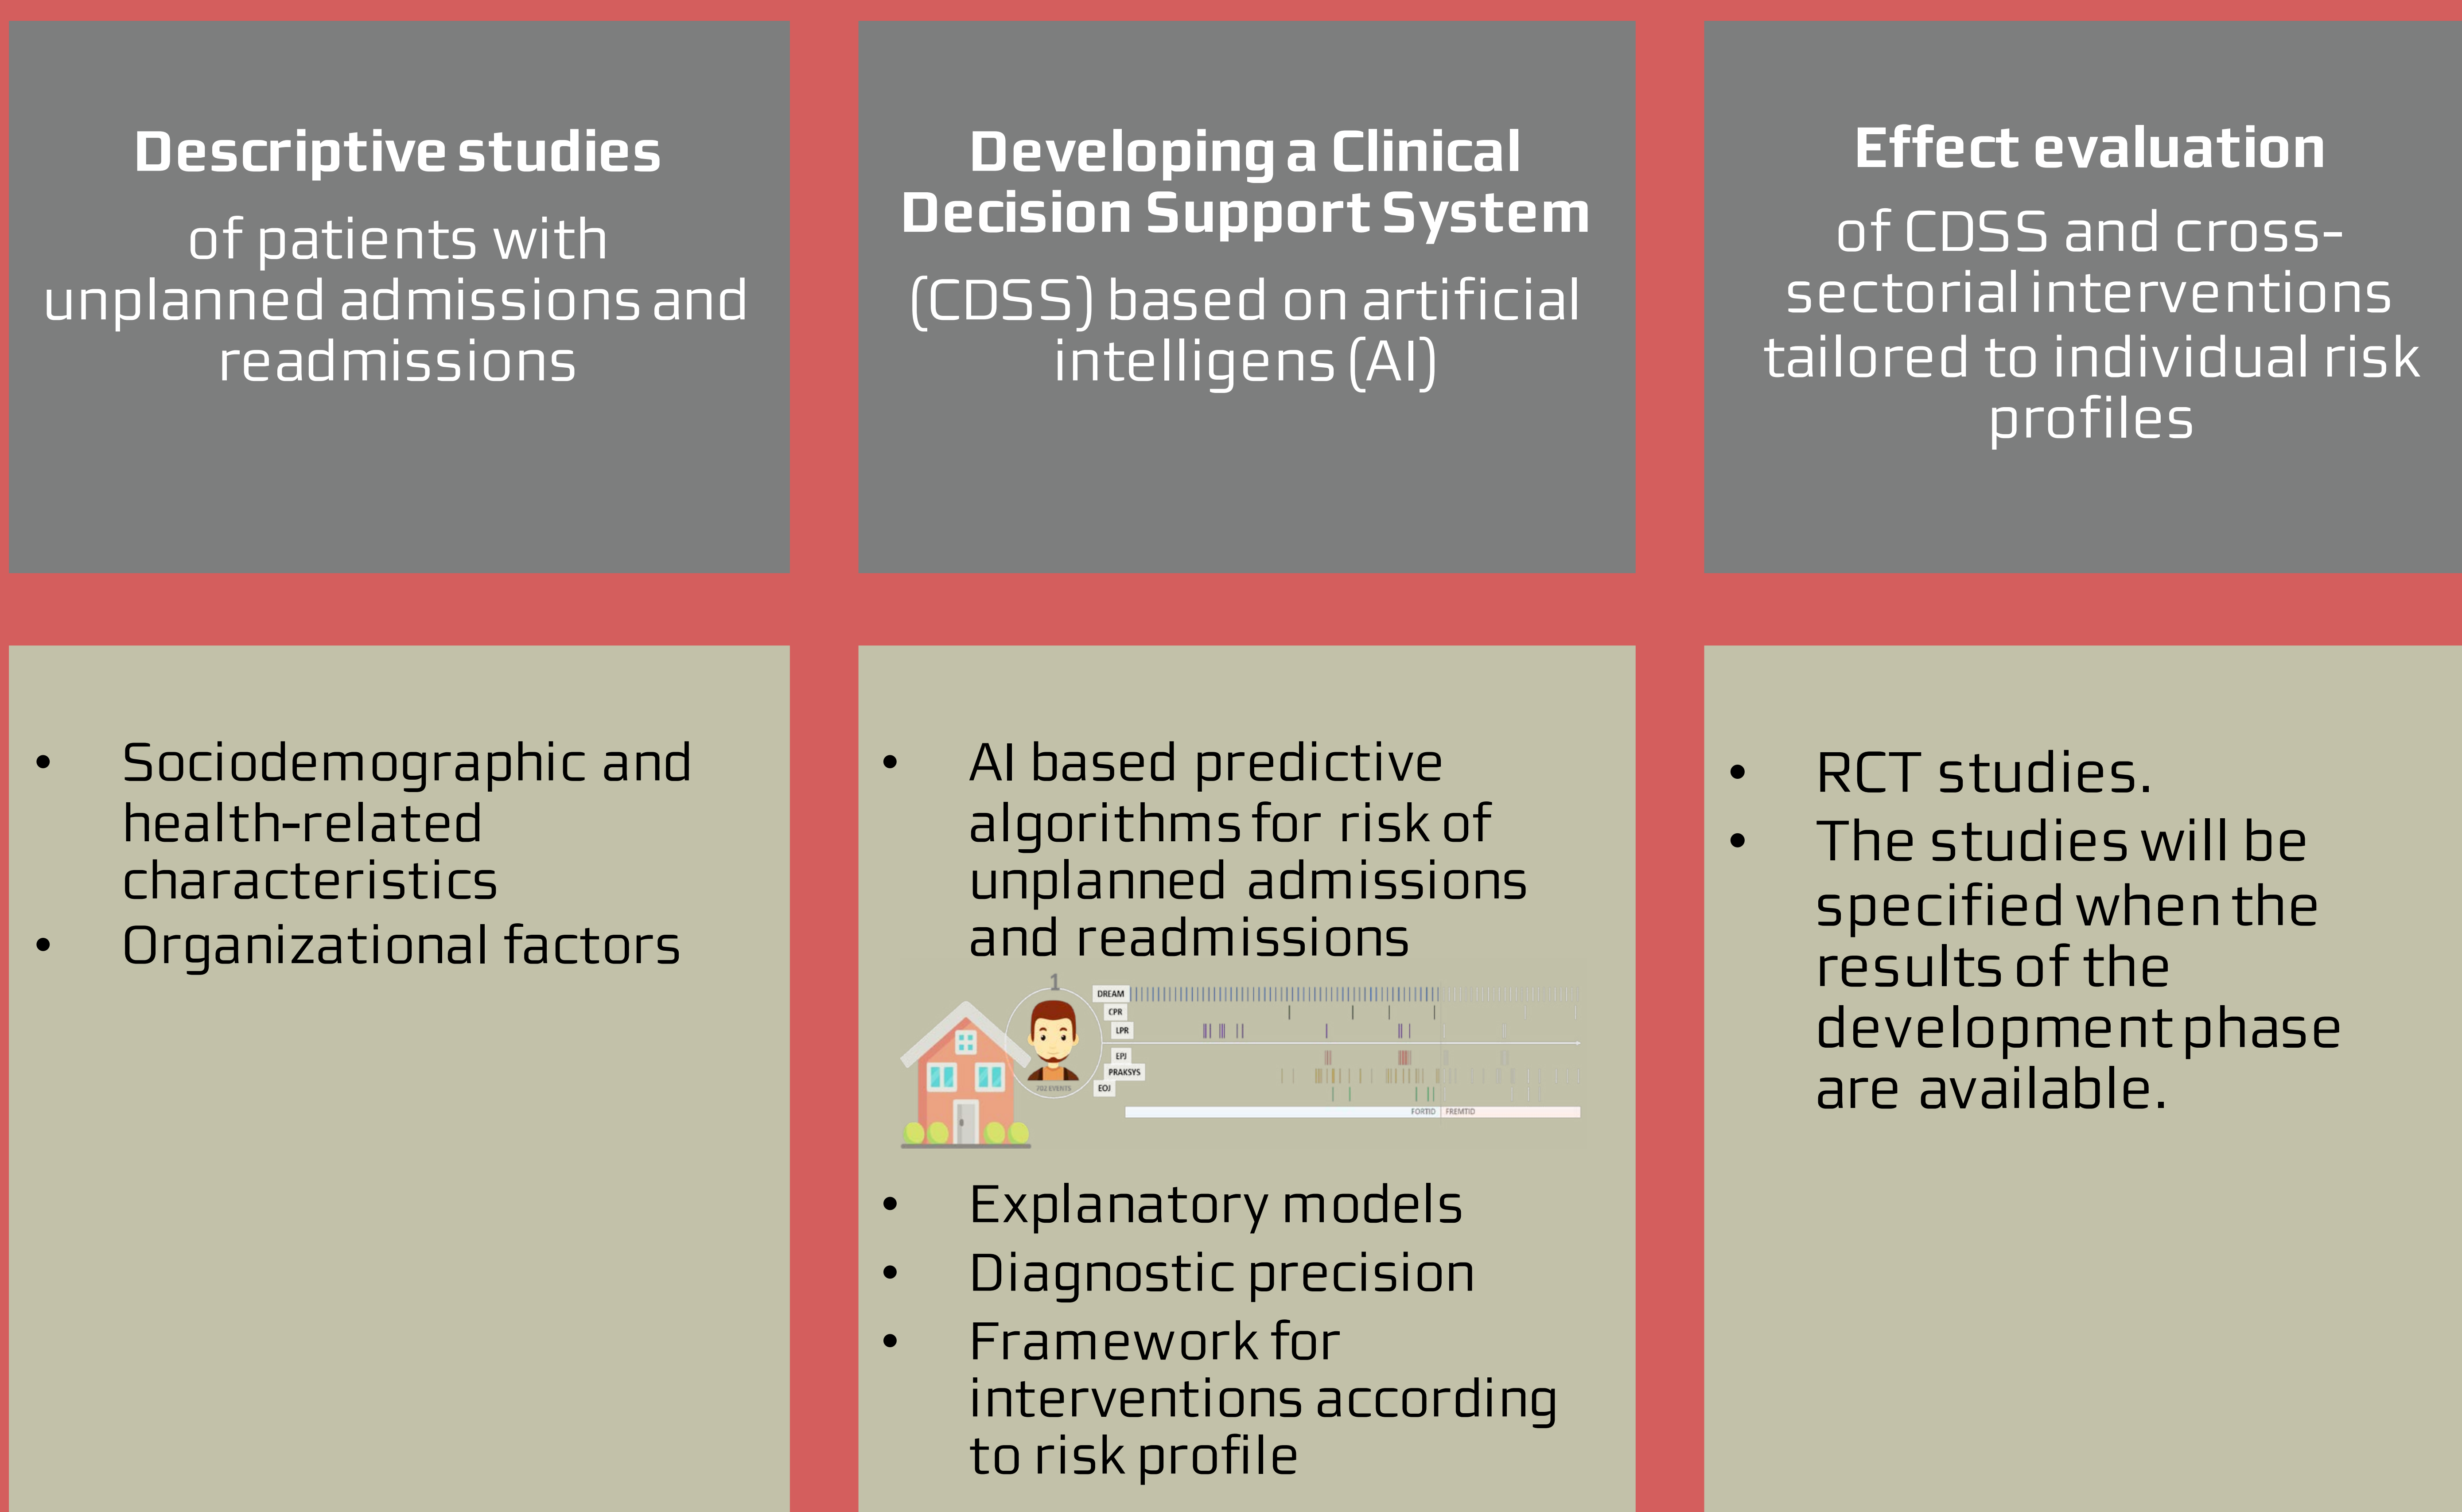 Descriptive studies
of patients with
unplanned admissions and
readmissions
• Sociodemographic and
health-related
characteristics
• Organizational factors
Developing a Clinical
Decision Support System
(CDSS) based on artificial
intelligens (AI)
• AI based predictive
algorithms for risk of
unplanned admissions
and readmissions
1
702 EVENTS
DREAM
CPR
LPR
EPJ
PRAKSYS
EOJ
FORTID
FREMTID
• Explanatory models
• Diagnostic precision
• Framework for
interventions according
to risk profile
Effect evaluation
of CDSS and cross-
sectorial interventions
tailored to individual risk
profiles
• RCT studies.
• The studies will be
specified when the
results of the
development phase
are available.